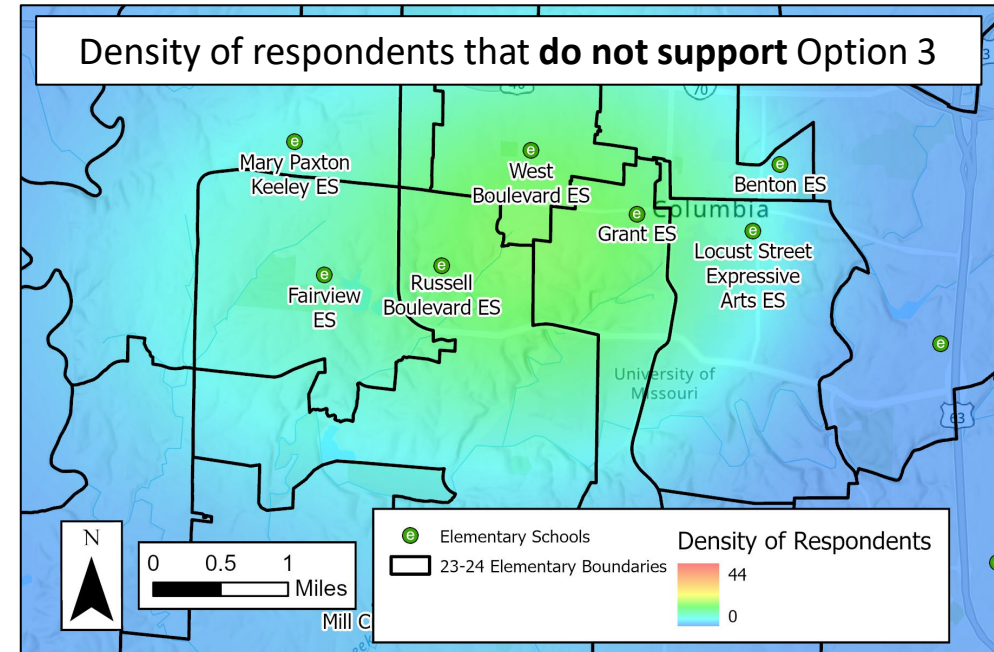 Density of respondents that do not support Option 3
70
Mary Paxton
Keeley ES
West
Boulevard ES
Benton ES
Columbia
Grant ES
Locust Street
Expressive
Arts ES
Fairview
ES
Russell
Boulevard ES
University of
Missouri
63
N
0 0.5 1
Miles
Mill C
e Elementary Schools
23-24 Elementary Boundaries
Density of Respondents
44
0